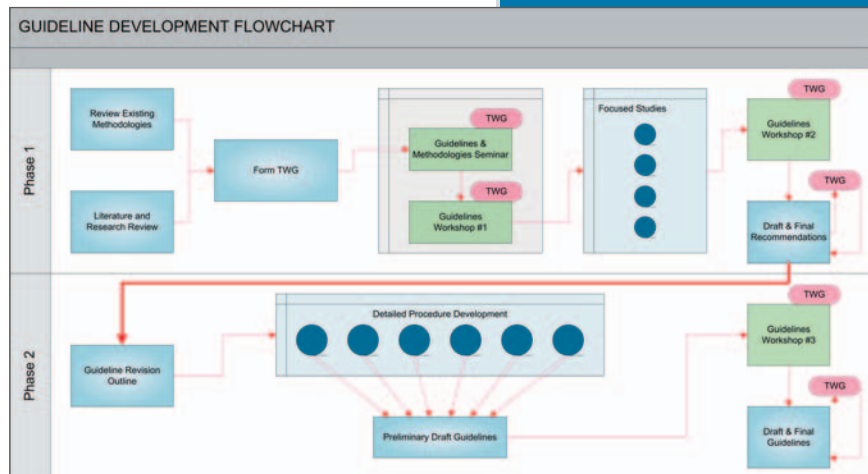 GUIDELINE DEVELOPMENT FLOWCHART
Phase 1
Review Existing
Methodologies
Literature and
Research Review
Form TWG
TWG
Guidelines &
Methodologies Seminar
TWG
Guidelines
Workshop #1
Focused Studies
TWG
Guidelines
Workshop #2
TWG
Draft & Final
Recommendations
Phase 2
Guideline Revision
Outline
Detailed Procedure Development
Preliminary Draft Guidelines
TWG
Guidelines
Workshop #3
TWG
Draft & Final
Guidelines